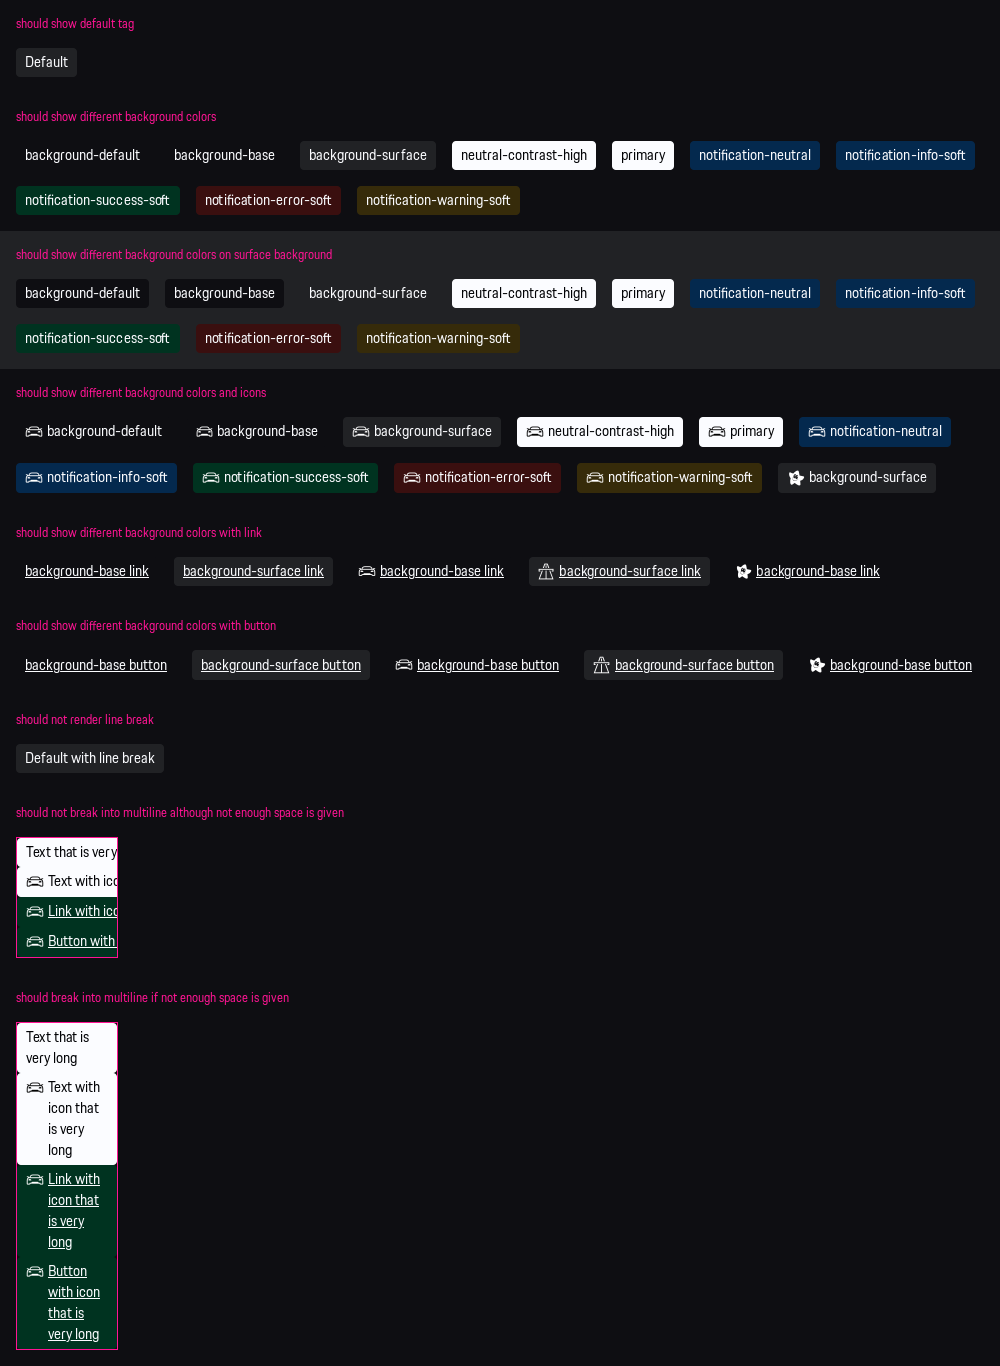 should show default tag
Default
should show different background colors
background-default background-base background-surface neutral-contrast-high primary notification-neutral notification-info-soft
notification-success-soft notification-error-soft notification-warning-soft
should show different background colors on surface background
background-default background-base background-surface neutral-contrast-high primary notification-neutral notification-info-soft
notification-success-soft notification-error-soft notification-warning-soft
should show different background colors and icons
background-default background-base background-surface neutral-contrast-high primary notification-neutral
notification-info-soft notification-success-soft notification-error-soft notification-warning-soft background-surface
should show different background colors with link
background-base link background-surface link background-base link background-surface link background-base link
should show different background colors with button
background-base button background-surface button background-base button background-surface button background-base button
should not render line break
Default with line break
should not break into multiline although not enough space is given
Text that is very
Text with ico
Link with ico
Button with
should break into multiline if not enough space is given
Text that is
very long
Text with
icon that
is very
long
Link with
icon that
is very
long
Button
with icon
that is
very long